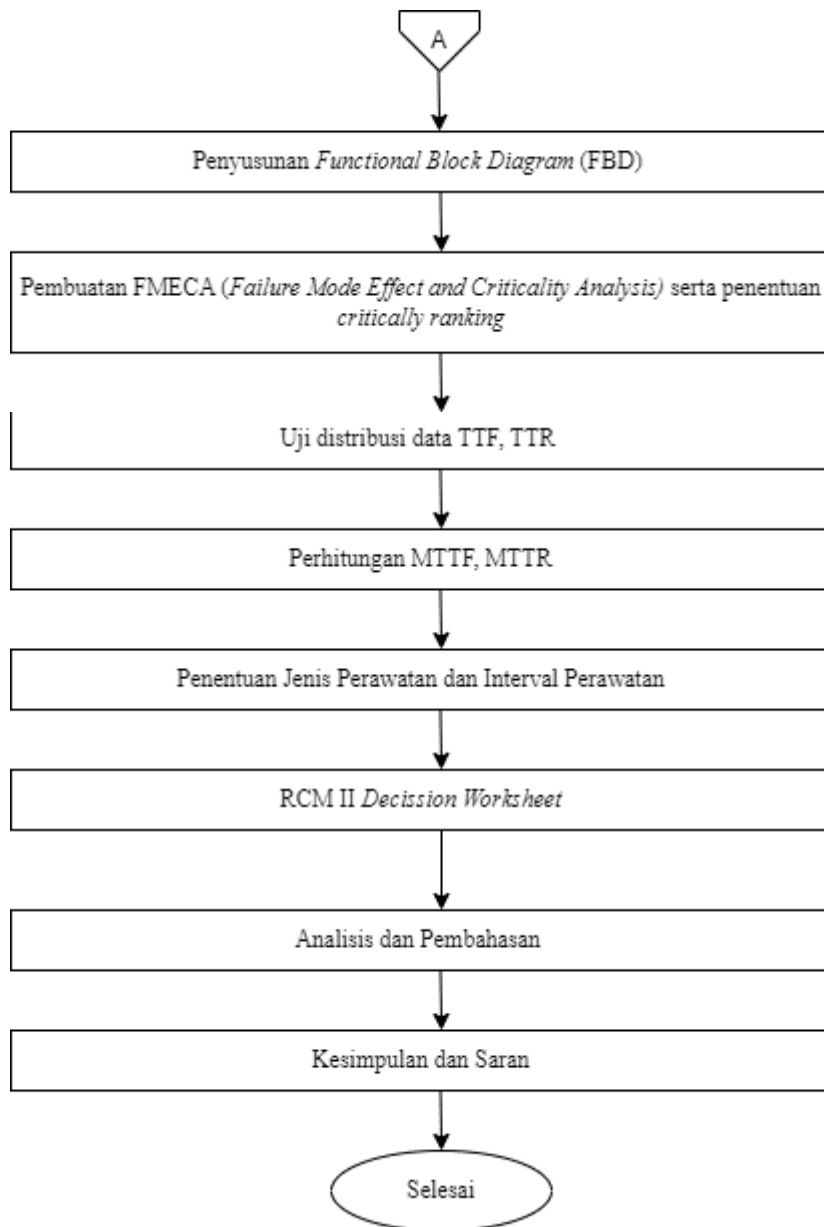 A
Penyusunan Functional Block Diagram (FBD)
Pembuatan FMECA (Failure Mode Effect and Criticality Analysis) serta penentuan
critically ranking
Uji distribusi data TTF, TTR
Perhitungan MTTF, MTTR
Penentuan Jenis Perawatan dan Interval Perawatan
RCM II Decission Worksheet
Analisis dan Pembahasan
Kesimpulan dan Saran
Selesai